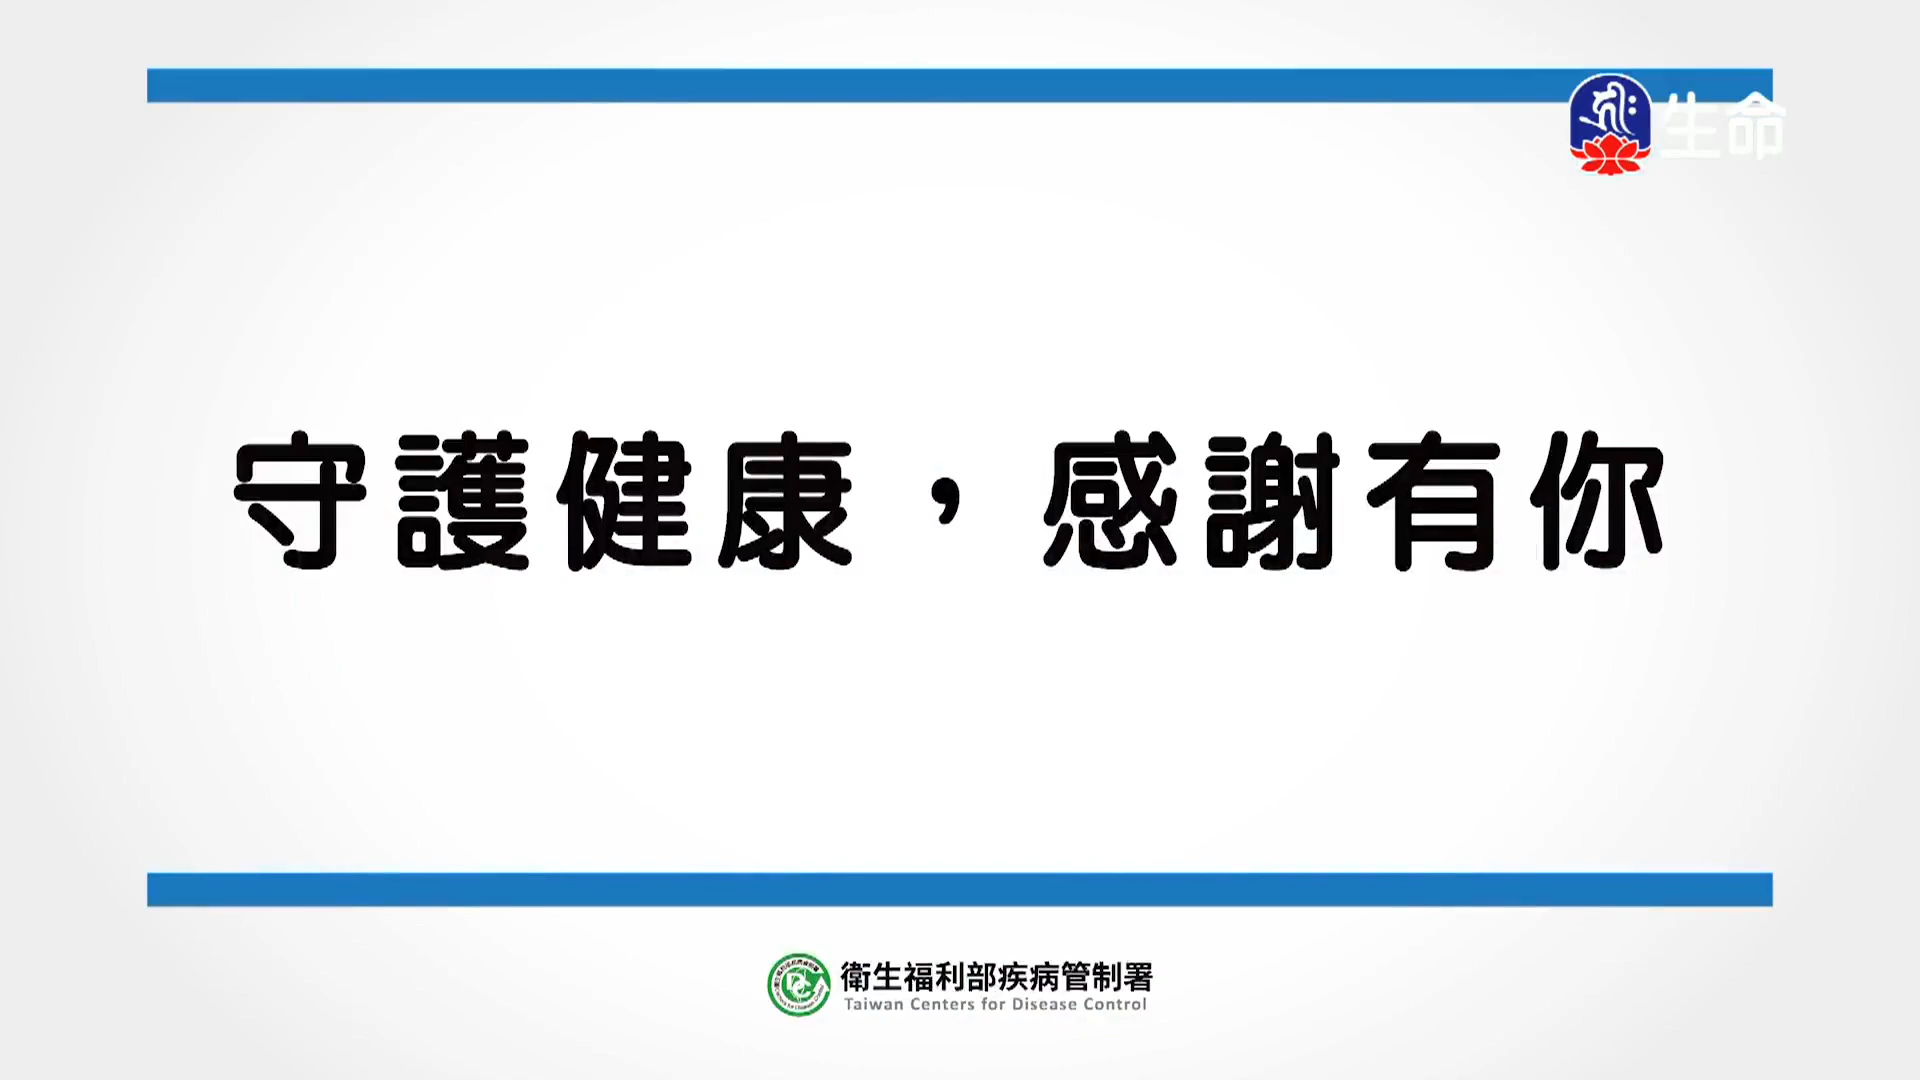 生命
守護健康，感謝有你
衛生福利部疾病管制署
Taiwan Centers for Disease Control